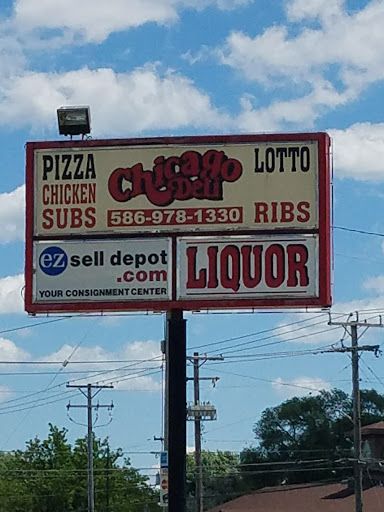 PIZZA Chicago LOTTO
CHICKEN Deli
SUBS 586-978-1330 RIBS
ez sell depot
.com
YOUR CONSIGNMENT CENTER
LIQUOR